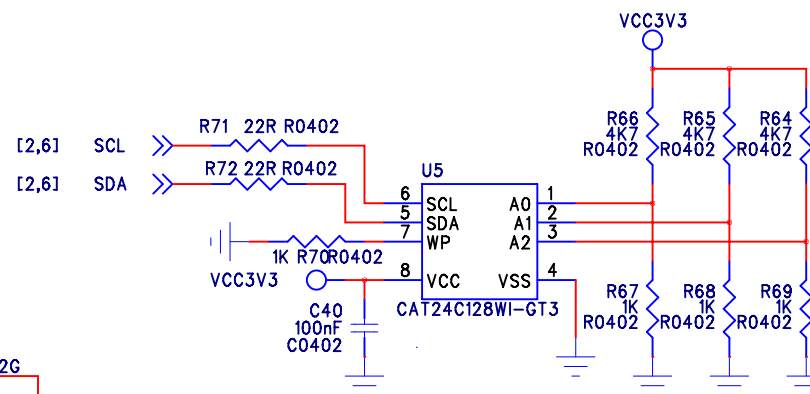 VCC3V3
R66 R65 R64
4K7 4K7 4K7
R0402 R0402 R0402
R71 22R R0402
[2,6] SCL
R72 22R R0402
[2,6] SDA
U5
6 SCL A0 1
5 SDA A1 2
7 WP A2 3
1K R70 R0402
VCC3V3
8 VCC VSS 4
CAT24C128WI-GT3
C40
100nF
C0402
R67 R68 R69
1K 1K 1K
R0402 R0402 R0402
2G